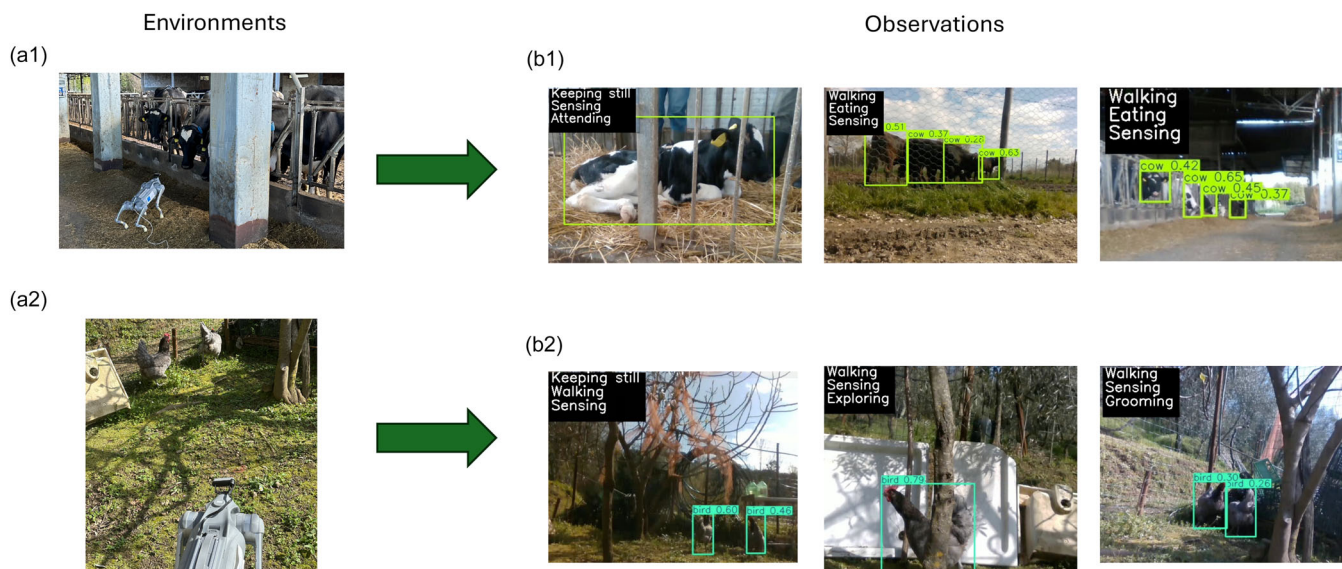 Environments
Observations
(a1)
(b1)
Keeping still
Sensing
Attending
Walking
Eating
Sensing
0.51
cow 0.37
cow 0.28
cow 0.63
Walking
Eating
Sensing
cow 0.42
cow 0.65
cow 0.45
cow 0.37
(a2)
(b2)
Keeping still
Walking
Sensing
bird 0.60
bird 0.46
Walking
Sensing
Exploring
bird 0.79
Walking
Sensing
Grooming
bird 0.30
bird 0.26